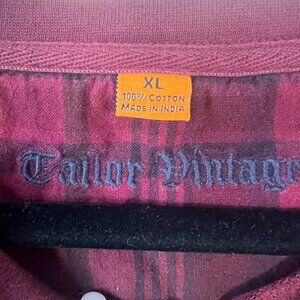 XL
100% COTTON
MADE IN INDIA
Tailor Vintage